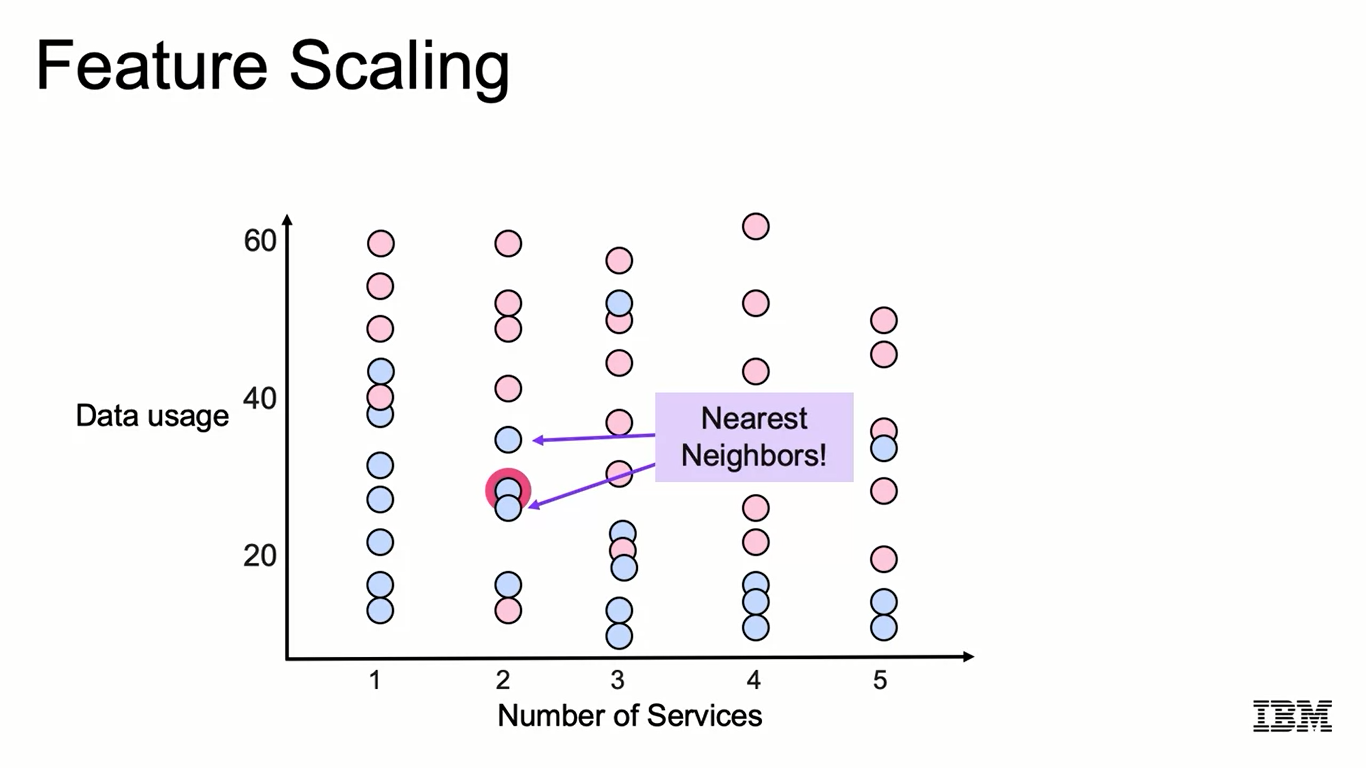 Feature Scaling
60
40
20
Data usage
Nearest
Neighbors!
1 2 3 4 5
Number of Services
IBM